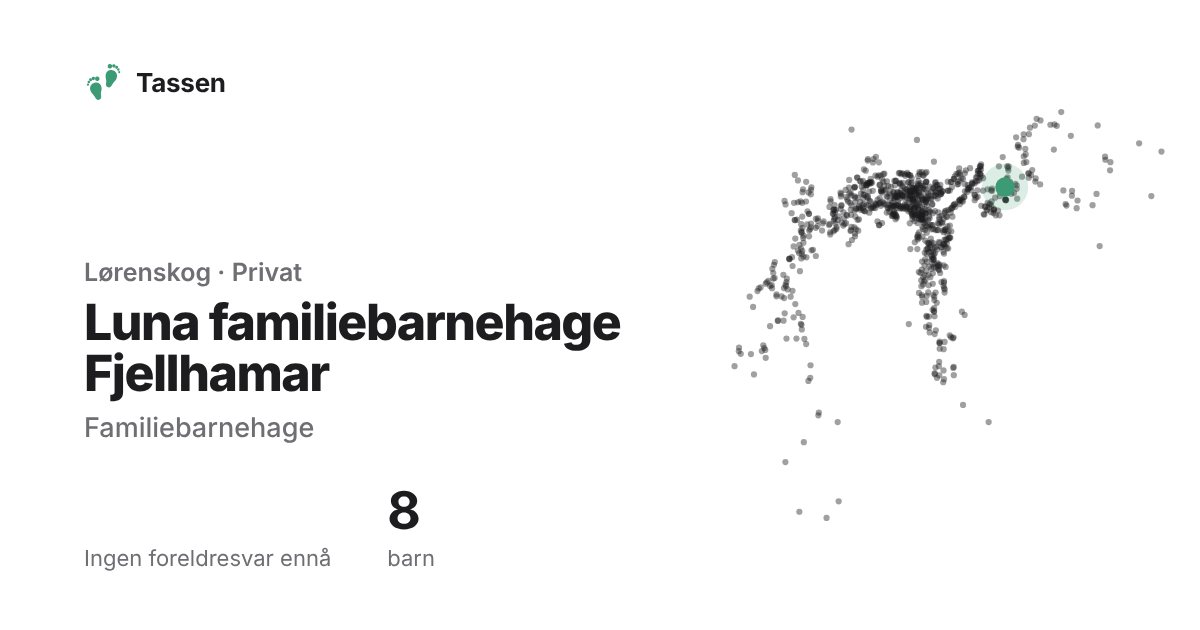 Tassen
Lørenskog · Privat
Luna familiebarnehage
Fjellhamar
Familiebarnehage
8
Ingen foreldresvar ennå
barn